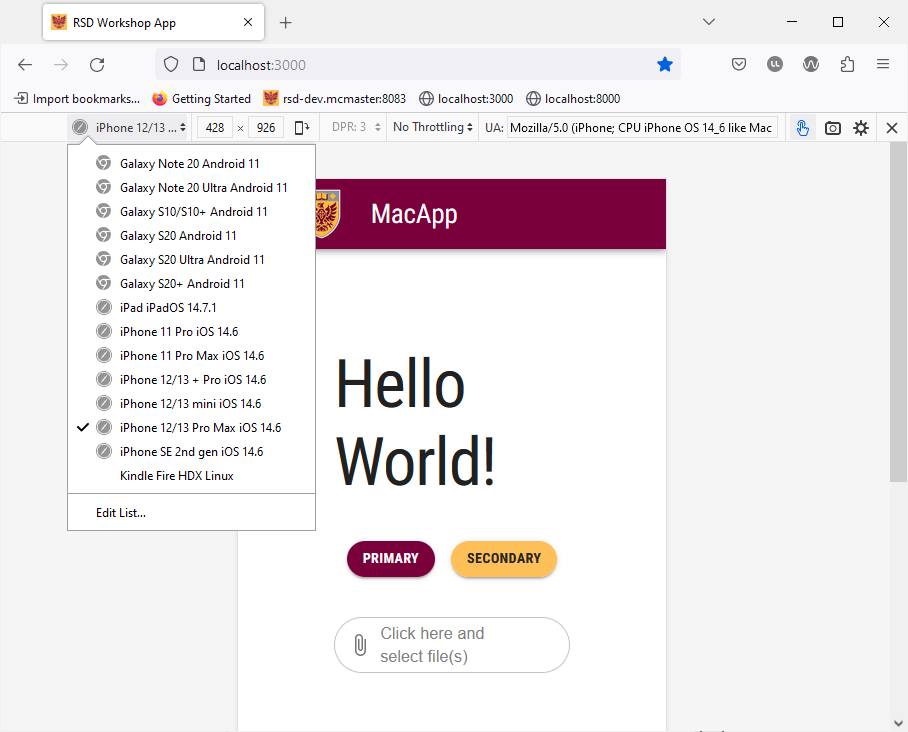 RSD Workshop App
localhost:3000
Import bookmarks...
Getting Started
rsd-dev.mcmaster:8083
localhost:3000
localhost:8000
iPhone 12/13 ...
428 × 926
DPR: 3
No Throttling
UA: Mozilla/5.0 (iPhone; CPU iPhone OS 14_6 like Mac
Galaxy Note 20 Android 11
Galaxy Note 20 Ultra Android 11
Galaxy S10/S10+ Android 11
Galaxy S20 Android 11
Galaxy S20 Ultra Android 11
Galaxy S20+ Android 11
iPad iPadOS 14.7.1
iPhone 11 Pro iOS 14.6
iPhone 11 Pro Max iOS 14.6
iPhone 12/13 + Pro iOS 14.6
iPhone 12/13 mini iOS 14.6
iPhone 12/13 Pro Max iOS 14.6
iPhone SE 2nd gen iOS 14.6
Kindle Fire HDX Linux
Edit List...
MacApp
Hello
World!
PRIMARY
SECONDARY
Click here and
select file(s)